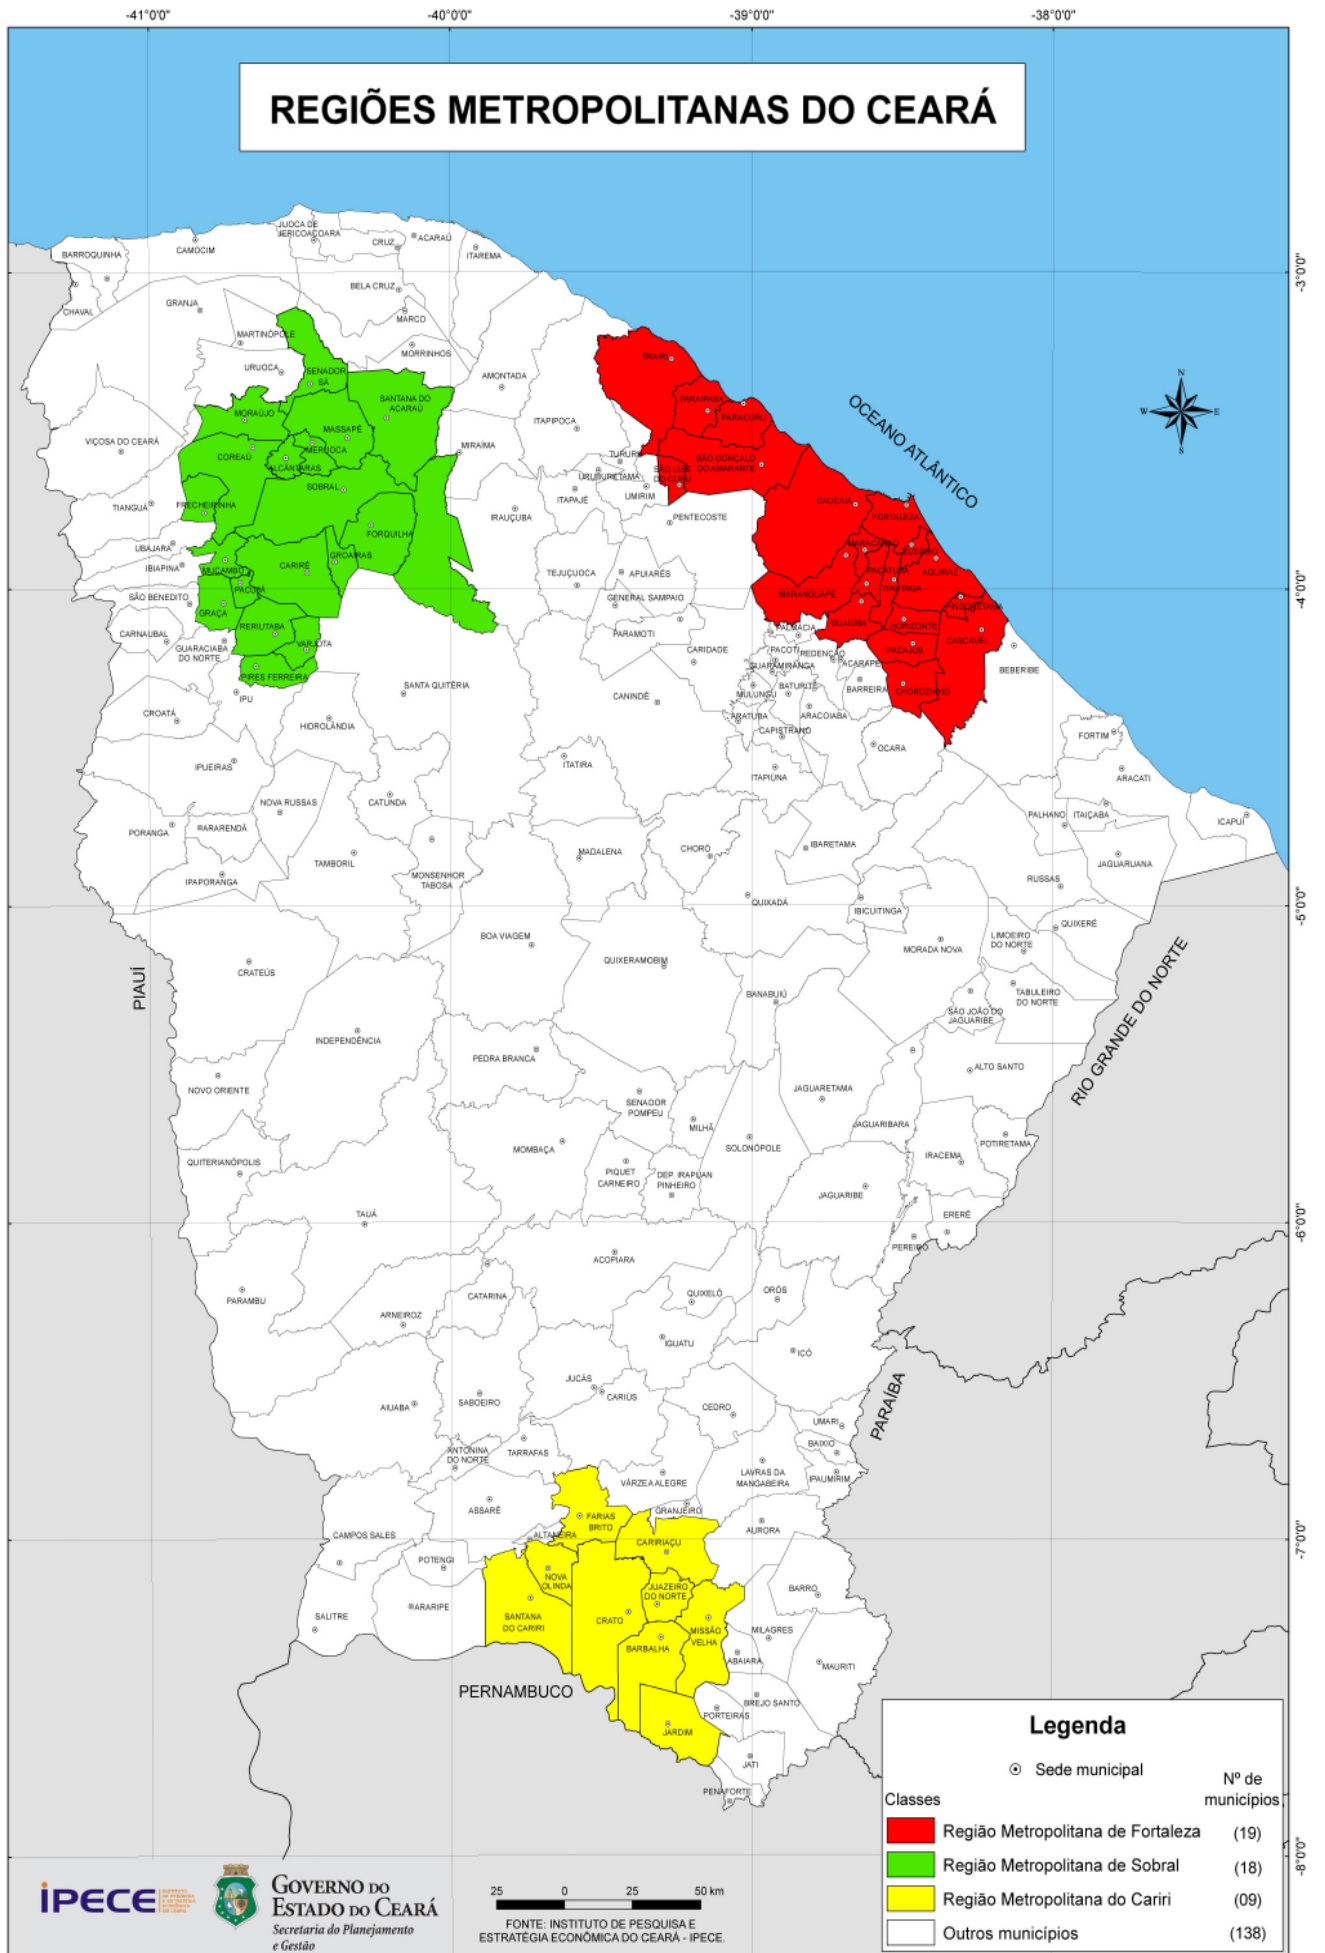 -41°0'0"
-40°0'0"
-39°0'0"
-38°0'0"
REGIÕES METROPOLITANAS DO CEARÁ
JIJOCA DE
JERICOACOARA
CRUZ
ACARAÚ
BARROQUINHA
CAMOCIM
ITAREMA
-3°0'0"
CHAVAL
GRANJA
BELA CRUZ
MARCO
MARTINÓPOLE
MORRINHOS
URUOCA
SENADOR
SÁ
AMONTADA
TRAIRI
SANTANA DO
ACARAÚ
PARAIPABA
PARACURU
N
W
E
S
OCEANO ATLÂNTICO
MORAÚJO
MASSAPÊ
ITAPIPOCA
VIÇOSA DO CEARÁ
COREAÚ
MERUOCA
ALCÂNTARAS
MIRAÍMA
TURURU
URUBURETAMA
SÃO LUIS
DO CURU
SÃO GONÇALO
DO AMARANTE
SOBRAL
ITAPAJÉ
UMIRIM
TIANGUÁ
FRECHEIRINHA
IRAUÇUBA
PENTECOSTE
CAUCAIA
FORTALEZA
FORQUILHA
UBAJARA
IBIAPINA
MUCAMBO
CARIRÉ
GROAÍRAS
MARACANAÚ
EUSÉBIO
TEJUÇUOCA
APUIARÉS
PACATUBA
AQUIRAZ
ITAITINGA
PACUJÁ
SÃO BENEDITO
GRAÇA
GENERAL SAMPAIO
MARANGUAPE
-4°0'0"
PINDORETAMA
RERIUTABA
GUAIÚBA
HORIZONTE
CARNAUBAL
GUARACIABA
DO NORTE
VARJOTA
PARAMOTI
CARIDADE
PALMÁCIA
PACOTI
REDENÇÃO
GUARAMIRANGA
ACARAPE
PACAJUS
CASCAVEL
BEBERIBE
PIRES FERREIRA
IPU
SANTA QUITÉRIA
CANINDÉ
MULUNGU
BATURITÉ
BARREIRA
CHOROZINHO
CROATÁ
HIDROLÂNDIA
ARATUBA
ARACOIABA
CAPISTRANO
OCARA
FORTIM
IPUEIRAS
ITATIRA
ITAPIÚNA
ARACATI
NOVA RUSSAS
CATUNDA
PORANGA
ARARENDÁ
PALHANO
ITAIÇABA
ICAPUÍ
TAMBORIL
MADALENA
CHORÓ
IBARETAMA
JAGUARUANA
IPAPORANGA
MONSENHOR
TABOSA
RUSSAS
QUIXADÁ
IBICUITINGA
-5°0'0"
QUIXERÉ
BOA VIAGEM
LIMOEIRO
DO NORTE
MORADA NOVA
QUIXERAMOBIM
CRATEÚS
PIAUÍ
BANABUIÚ
TABULEIRO
DO NORTE
SÃO JOÃO DO
JAGUARIBE
RIO GRANDE DO NORTE
INDEPENDÊNCIA
PEDRA BRANCA
ALTO SANTO
NOVO ORIENTE
JAGUARETAMA
SENADOR
POMPEU
MILHÃ
JAGUARIBARA
MOMBAÇA
SOLONÓPOLE
POTIRETAMA
QUITERIANÓPOLIS
IRACEMA
PIQUET
CARNEIRO
DEP. IRAPUAN
PINHEIRO
JAGUARIBE
TAUÁ
ERERÊ
-6°0'0"
PEREIRO
ACOPIARA
PARAMBU
CATARINA
QUIXELÔ
ORÓS
ARNEIROZ
IGUATU
ICÓ
JUCÁS
PARAÍBA
AIUABA
SABOEIRO
CARIÚS
CEDRO
UMARI
BAIXIO
ANTONINA
DO NORTE
TARRAFAS
LAVRAS DA
MANGABEIRA
IPAUMIRIM
VÁRZEA ALEGRE
ASSARÉ
GRANJEIRO
FARIAS
BRITO
AURORA
CAMPOS SALES
ALTANEIRA
CARIRIAÇU
-7°0'0"
POTENGI
NOVA
OLINDA
JUAZEIRO
DO NORTE
BARRO
ARARIPE
SALITRE
SANTANA
DO CARIRI
CRATO
MISSÃO
VELHA
MILAGRES
BARBALHA
ABAIARA
MAURITI
PERNAMBUCO
BREJO SANTO
PORTEIRAS
JARDIM
JATI
PENAFORTE
Legenda
Sede municipal
Classes
Nº de
municípios
Região Metropolitana de Fortaleza (19)
Região Metropolitana de Sobral (18)
Região Metropolitana do Cariri (09)
Outros municípios (138)
-8°0'0"
IPECE
GOVERNO DO
ESTADO DO CEARÁ
Secretaria do Planejamento
e Gestão
25 0 25 50 km
FONTE: INSTITUTO DE PESQUISA E
ESTRATÉGIA ECONÔMICA DO CEARÁ - IPECE.